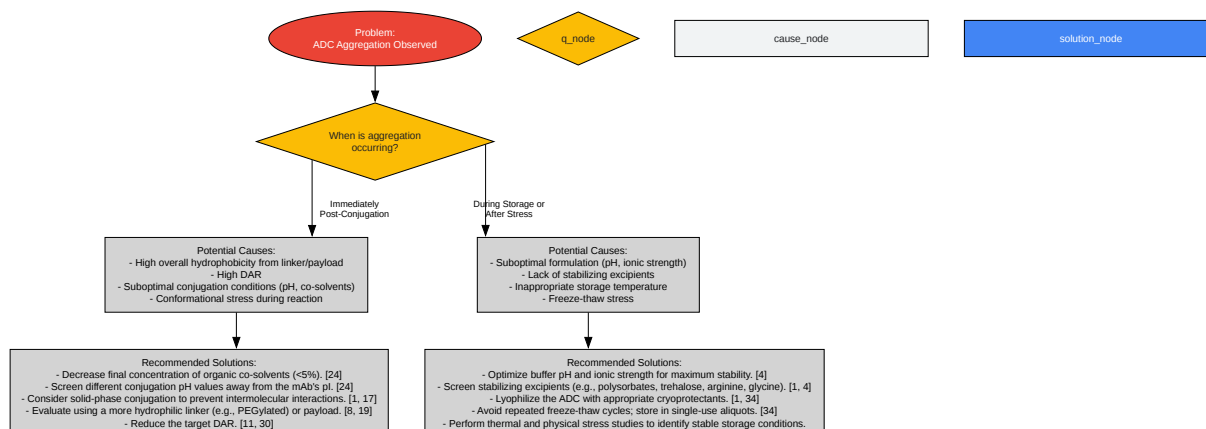 Problem:
ADC Aggregation Observed
q_node
cause_node
solution_node
When is aggregation
occurring?
Immediately
Post-Conjugation
During Storage or
After Stress
Potential Causes:
- High overall hydrophobicity from linker/payload
- High DAR
- Suboptimal conjugation conditions (pH, co-solvents)
- Conformational stress during reaction
Potential Causes:
- Suboptimal formulation (pH, ionic strength)
- Lack of stabilizing excipients
- Inappropriate storage temperature
- Freeze-thaw stress
Recommended Solutions:
- Decrease final concentration of organic co-solvents (<5%). [24]
- Screen different conjugation pH values away from the mAb's pI. [24]
- Consider solid-phase conjugation to prevent intermolecular interactions. [1, 17]
- Evaluate using a more hydrophilic linker (e.g., PEGylated) or payload. [8, 19]
- Reduce the target DAR. [11, 30]
Recommended Solutions:
- Optimize buffer pH and ionic strength for maximum stability. [4]
- Screen stabilizing excipients (e.g., polysorbates, trehalose, arginine, glycine). [1, 4]
- Lyophilize the ADC with appropriate cryoprotectants. [1, 34]
- Avoid repeated freeze-thaw cycles; store in single-use aliquots. [34]
- Perform thermal and physical stress studies to identify stable storage conditions.